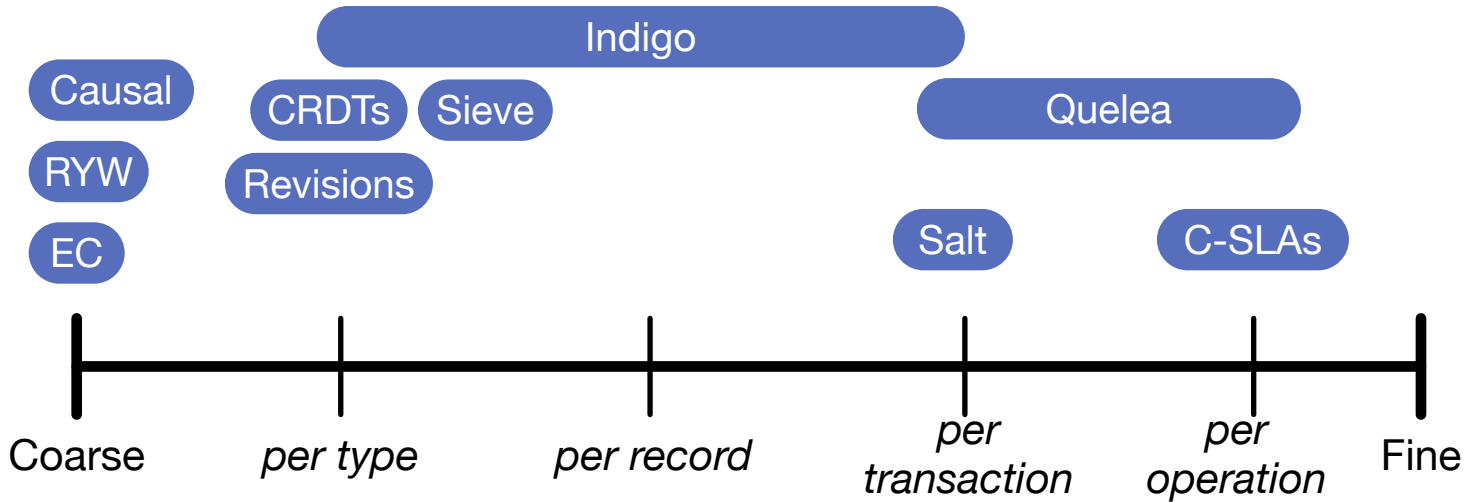 Indigo
Causal
CRDTs
Sieve
Quelea
RYW
Revisions
EC
Salt
C-SLAs
Coarse
per type
per record
per
transaction
per
operation
Fine